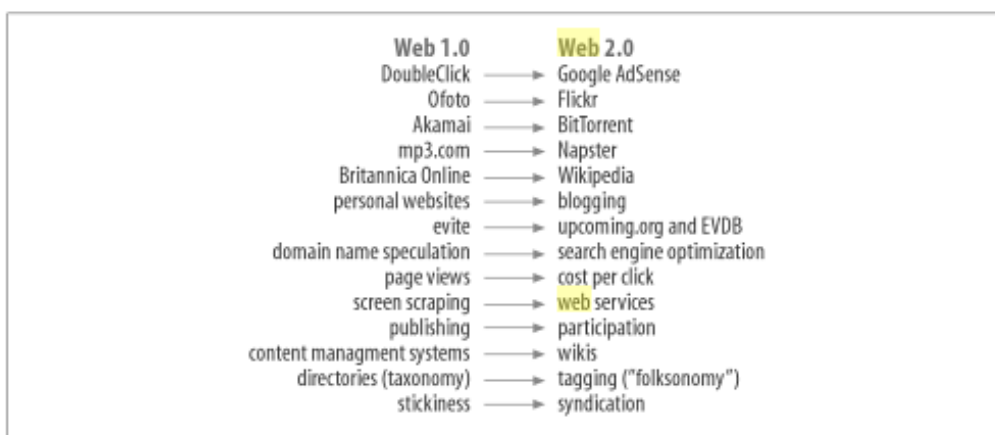 Web 1.0 Web 2.0
DoubleClick Google AdSense
Ofoto Flickr
Akamai BitTorrent
mp3.com Napster
Britannica Online Wikipedia
personal websites blogging
evite upcoming.org and EVDB
domain name speculation search engine optimization
page views cost per click
screen scraping web services
publishing participation
content managment systems wikis
directories (taxonomy) tagging ("folksonomy")
stickiness syndication